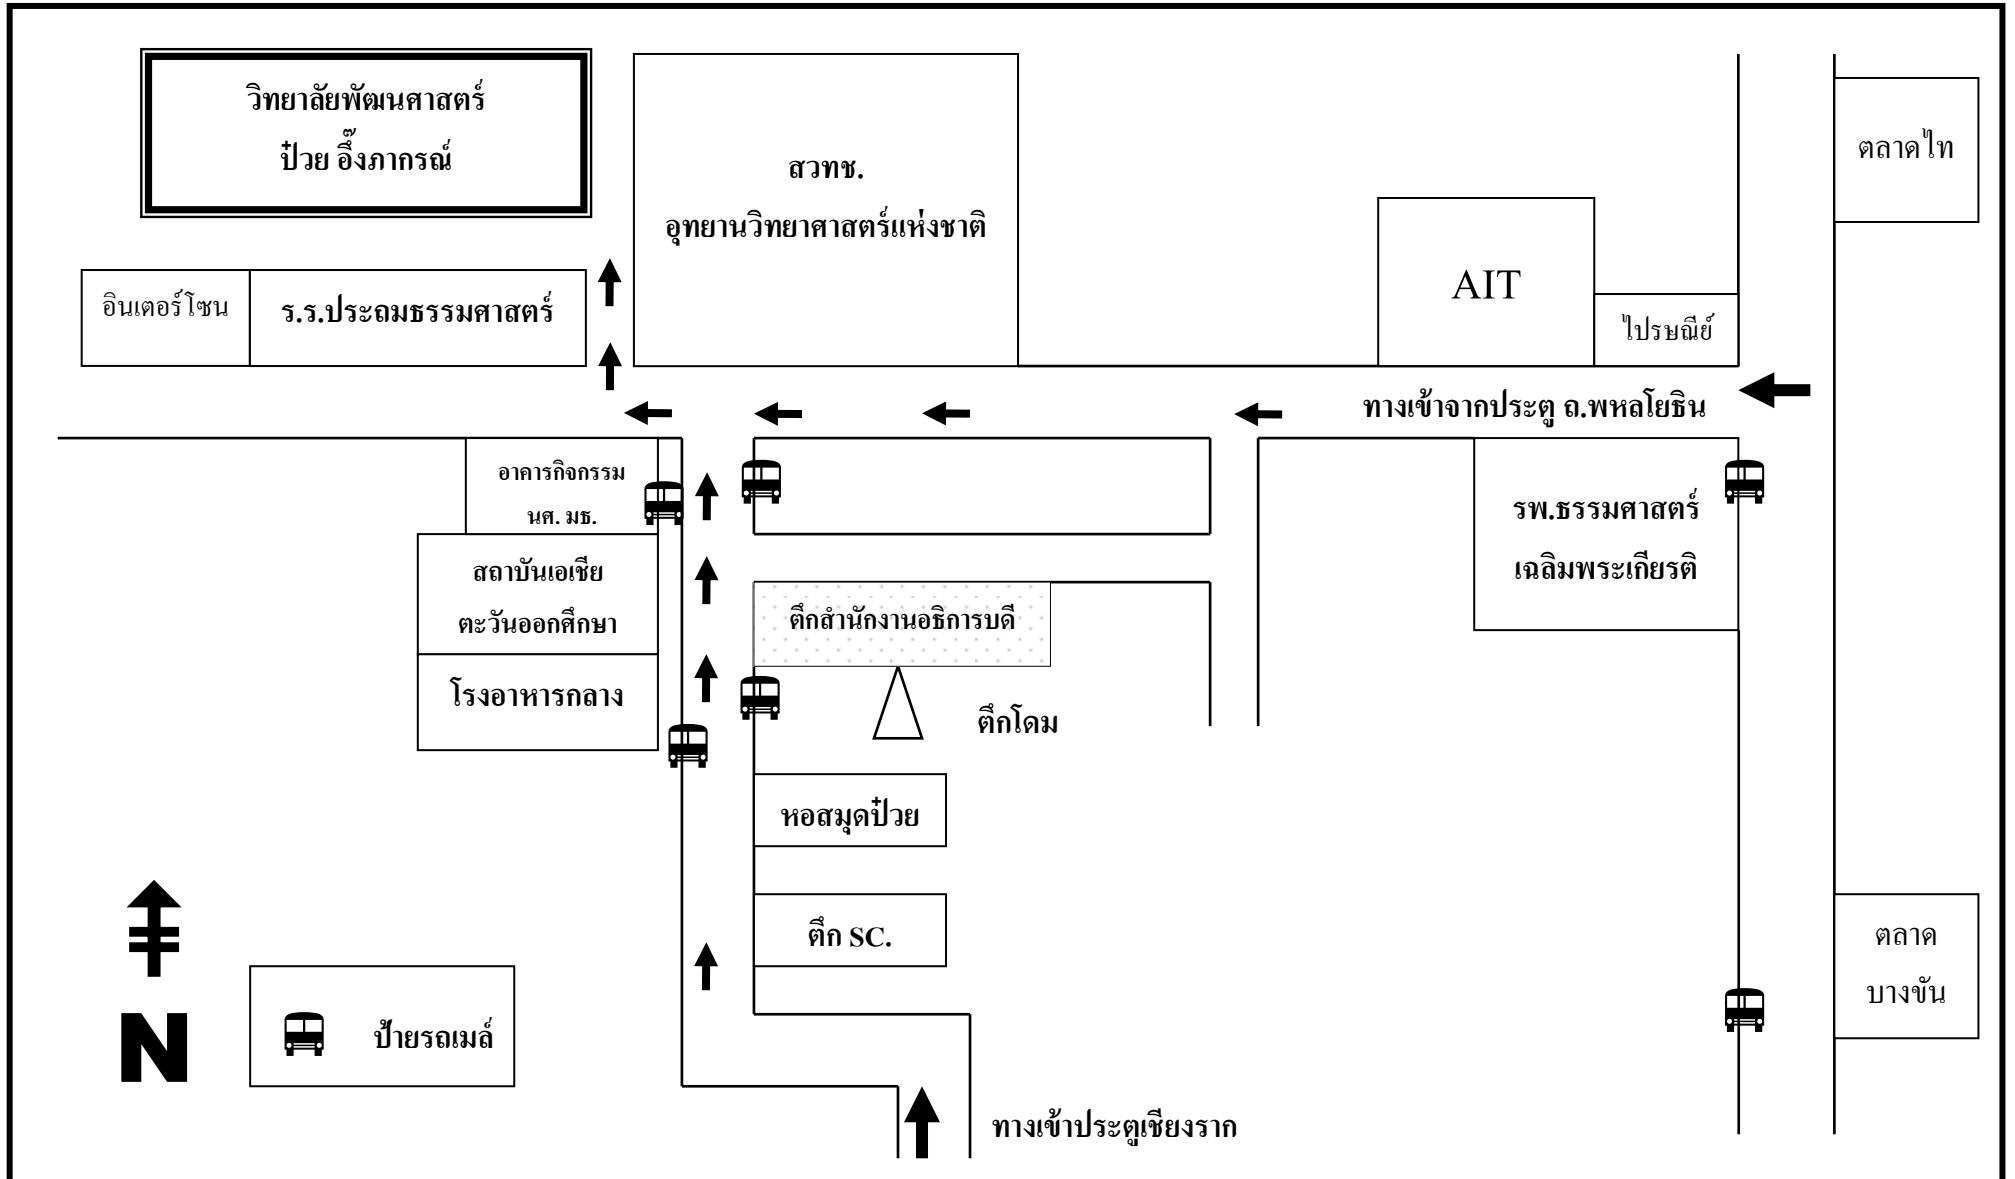 วิทยาลัยพัฒนศาสตร์
ป๋วย อึ๊งภากรณ์
สวทช.
อุทยานวิทยาศาสตร์แห่งชาติ
ตลาดไท
AIT
ไปรษณีย์
อินเตอร์โซน
ร.ร.ประถมธรรมศาสตร์
ทางเข้าจากประตู ถ.พหลโยธิน
อาคารกิจกรรม
นศ. มธ.
รพ.ธรรมศาสตร์
เฉลิมพระเกียรติ
สถาบันเอเชีย
ตะวันออกศึกษา
ตึกสำนักงานอธิการบดี
โรงอาหารกลาง
ตึกโดม
หอสมุดป๋วย
ตึก SC.
ตลาด
บางขัน
N
ป้ายรถเมล์
ทางเข้าประตูเชียงราก